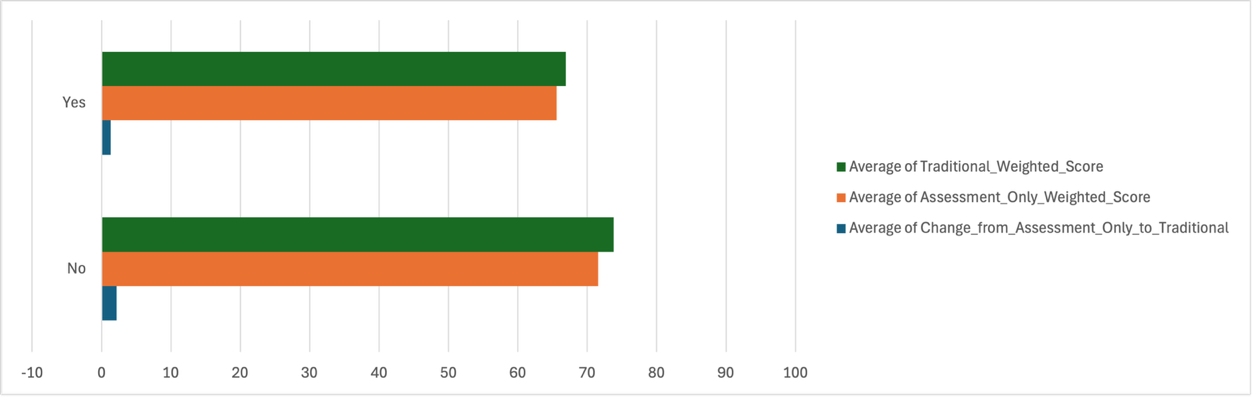 Yes
No
Average of Traditional_Weighted_Score
Average of Assessment_Only_Weighted_Score
Average of Change_from_Assessment_Only_to_Traditional
-10 0 10 20 30 40 50 60 70 80 90 100